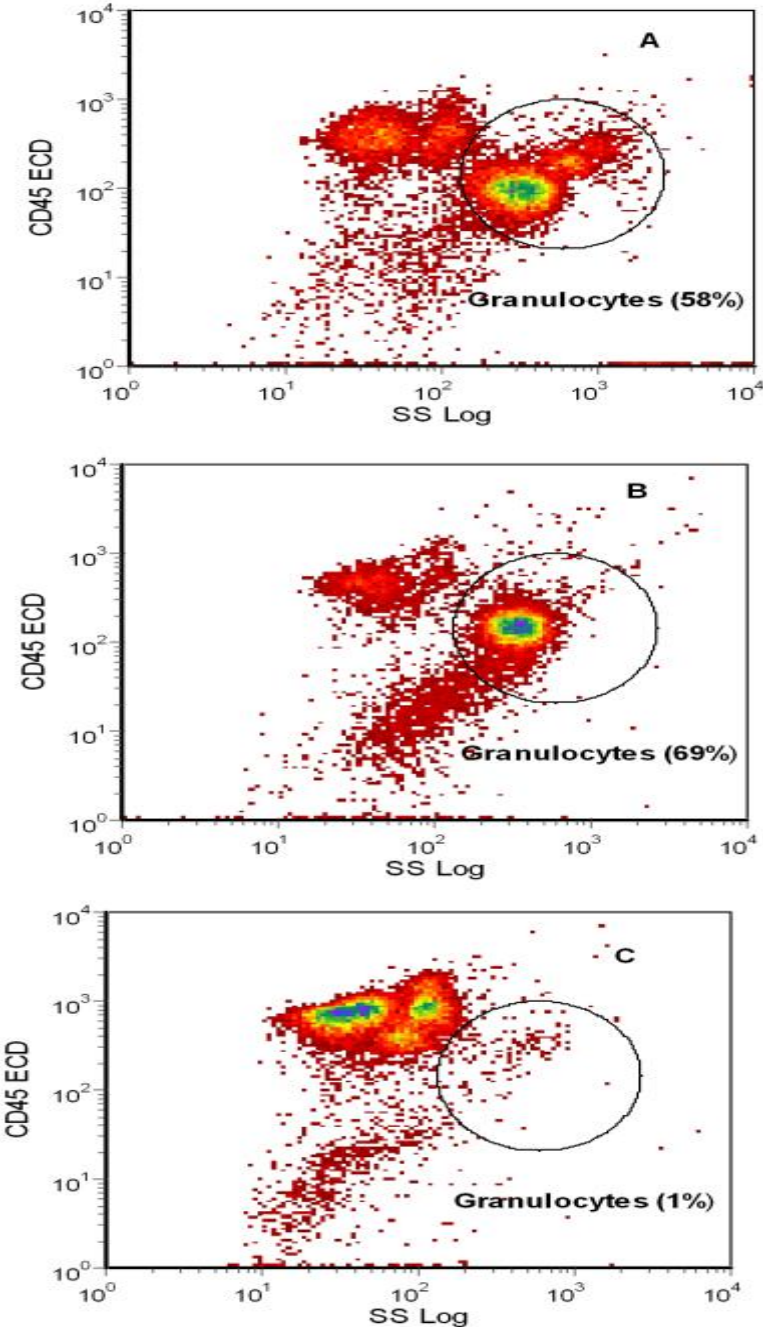 10⁴
A
10³
CD45 ECD
10²
10¹
Granulocytes (58%)
10⁰
10⁰ 10¹ 10² 10³ 10⁴
SS Log
10⁴
B
10³
CD45 ECD
10²
10¹
Granulocytes (69%)
10⁰
10⁰ 10¹ 10² 10³ 10⁴
SS Log
10⁴
C
10³
CD45 ECD
10²
10¹
Granulocytes (1%)
10⁰
10⁰ 10¹ 10² 10³ 10⁴
SS Log